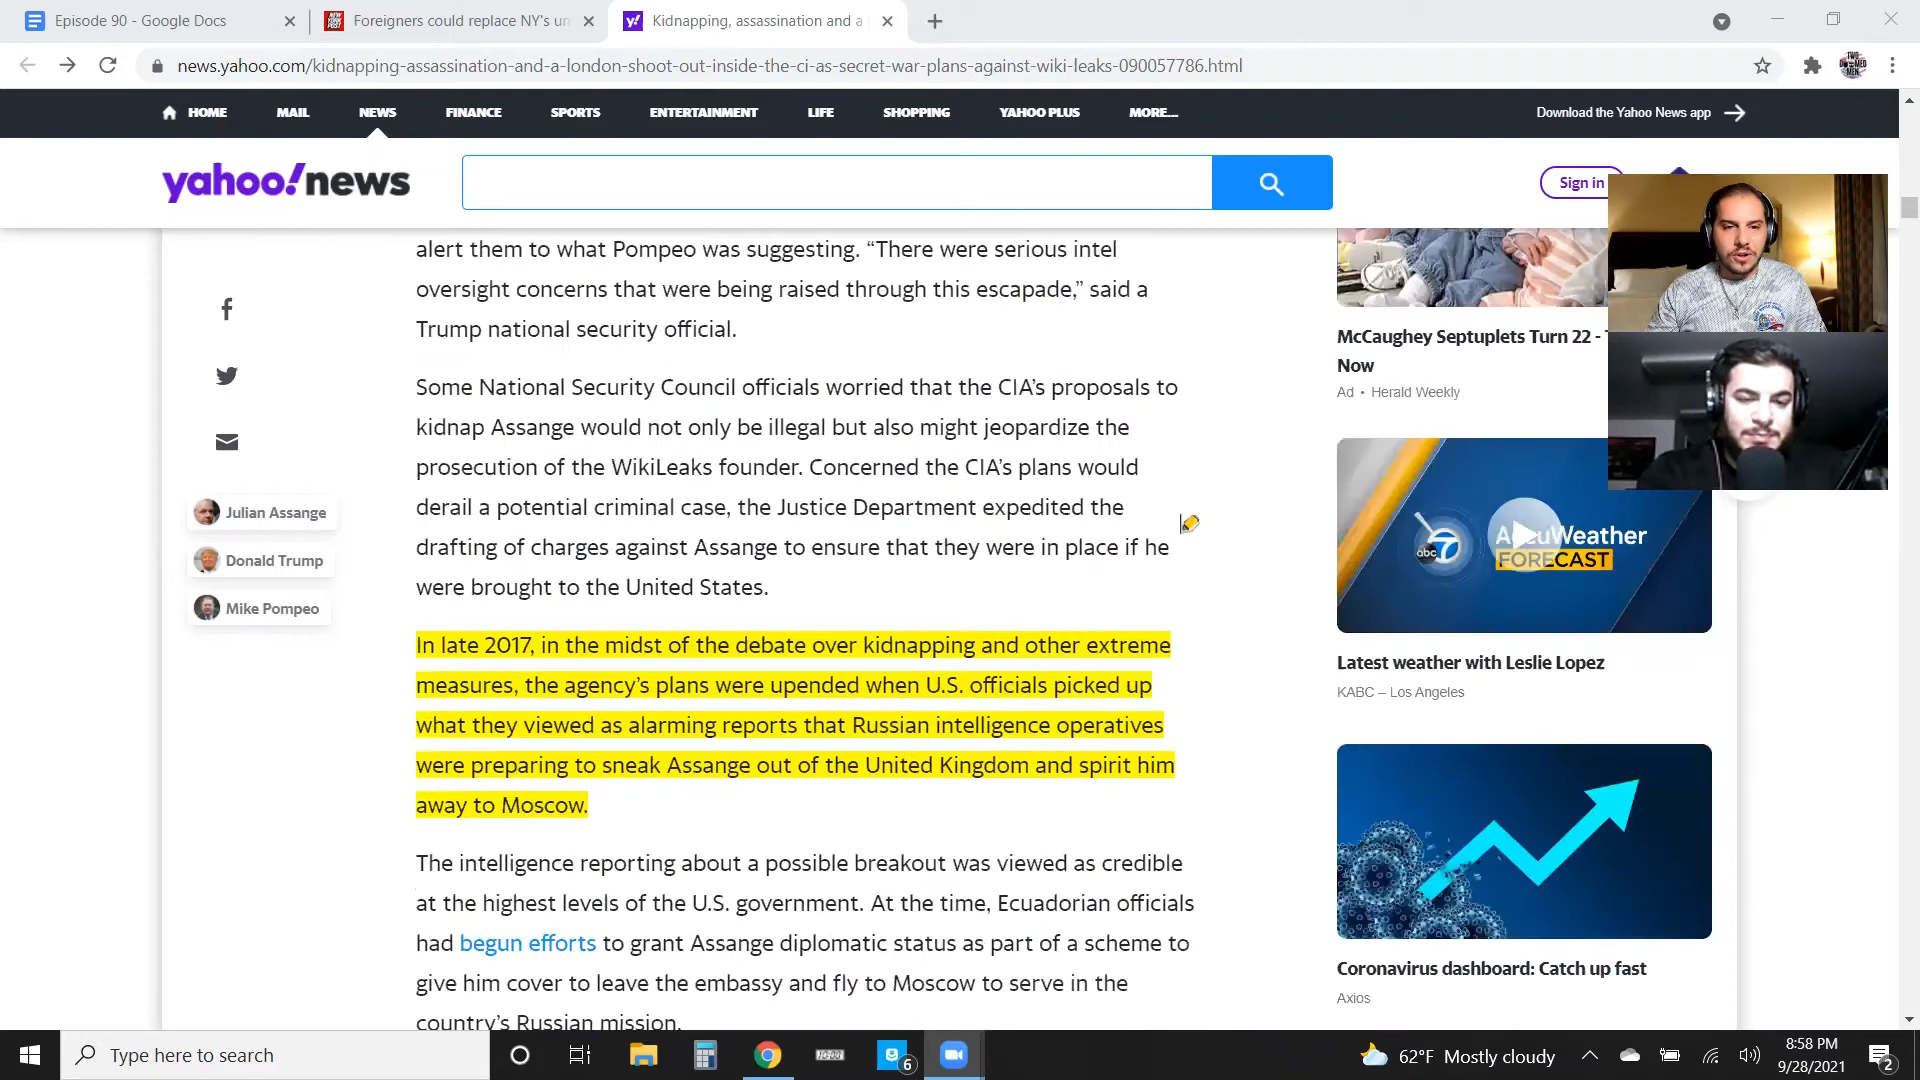 Episode 90 - Google Docs
Foreigners could replace NY's un
Kidnapping, assassination and a
news.yahoo.com/kidnapping-assassination-and-a-london-shoot-out-inside-the-ci-as-secret-war-plans-against-wiki-leaks-090057786.html
HOME MAIL NEWS FINANCE SPORTS ENTERTAINMENT LIFE SHOPPING YAHOO PLUS MORE...
Download the Yahoo News app
yahoo!news
Sign in
alert them to what Pompeo was suggesting. “There were serious intel
oversight concerns that were being raised through this escapade,” said a
Trump national security official.
Some National Security Council officials worried that the CIA’s proposals to
kidnap Assange would not only be illegal but also might jeopardize the
prosecution of the WikiLeaks founder. Concerned the CIA’s plans would
derail a potential criminal case, the Justice Department expedited the
drafting of charges against Assange to ensure that they were in place if he
were brought to the United States.
In late 2017, in the midst of the debate over kidnapping and other extreme
measures, the agency’s plans were upended when U.S. officials picked up
what they viewed as alarming reports that Russian intelligence operatives
were preparing to sneak Assange out of the United Kingdom and spirit him
away to Moscow.
The intelligence reporting about a possible breakout was viewed as credible
at the highest levels of the U.S. government. At the time, Ecuadorian officials
had begun efforts to grant Assange diplomatic status as part of a scheme to
give him cover to leave the embassy and fly to Moscow to serve in the
country’s Russian mission.
Julian Assange
Donald Trump
Mike Pompeo
McCaughey Septuplets Turn 22 -
Now
Ad • Herald Weekly
abc 7
AccuWeather
FORECAST
Latest weather with Leslie Lopez
KABC – Los Angeles
Coronavirus dashboard: Catch up fast
Axios
Type here to search
6
62°F Mostly cloudy
8:58 PM
9/28/2021
2